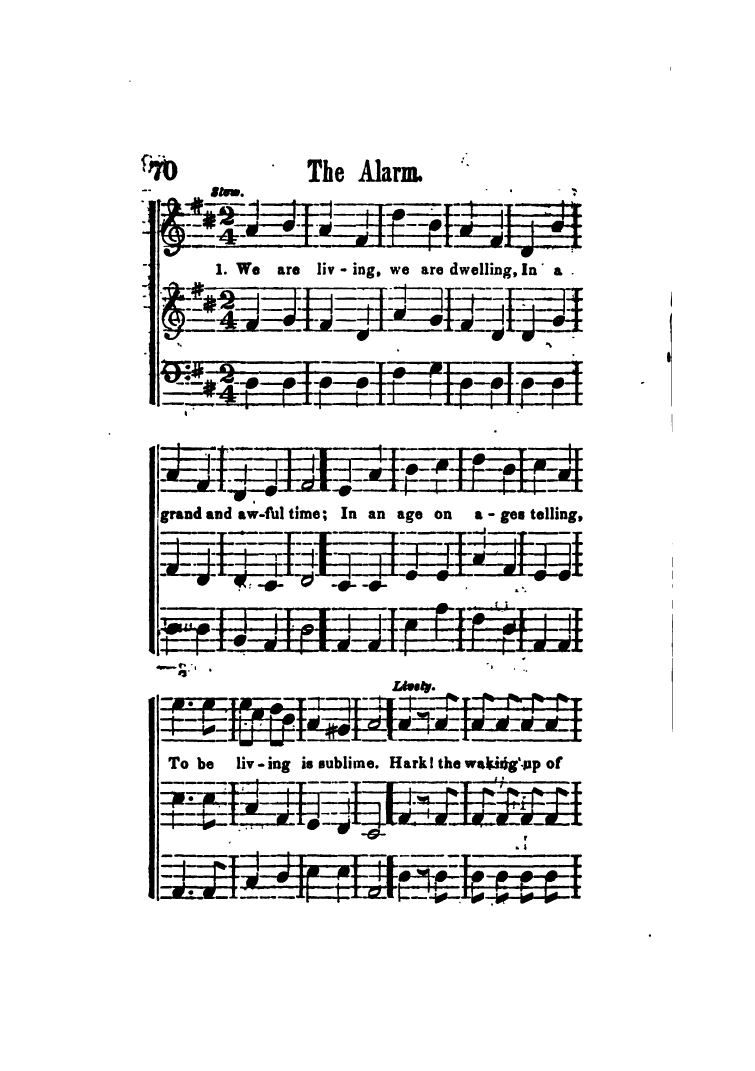 70
The Alarm.
Slow.
1. We are liv - ing, we are dwelling, In a
grand and aw-ful time; In an age on a - ges telling,
Lively.
To be liv - ing is sublime. Hark! the waking up of